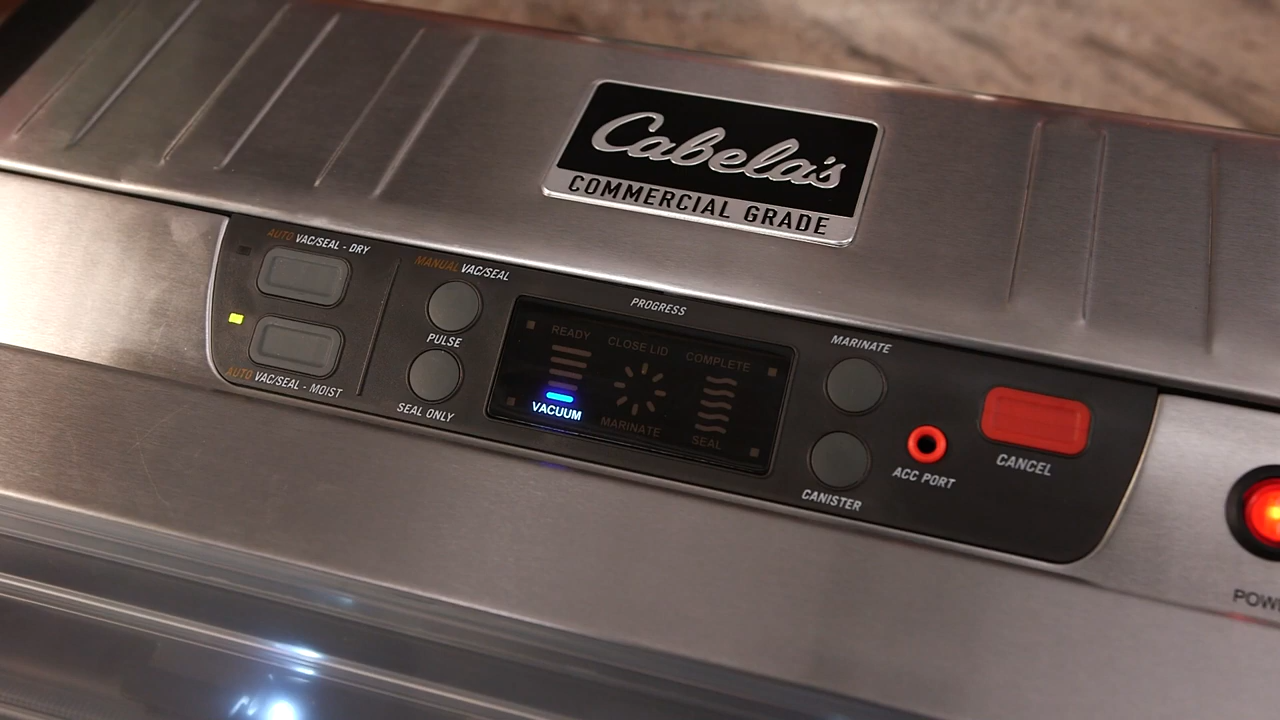 Cabela's
COMMERCIAL GRADE
AUTO VAC/SEAL - DRY
AUTO VAC/SEAL - MOIST
MANUAL VAC/SEAL
PULSE
SEAL ONLY
PROGRESS
READY
CLOSE LID
COMPLETE
VACUUM
MARINATE
SEAL
MARINATE
CANISTER
ACC PORT
CANCEL
POW